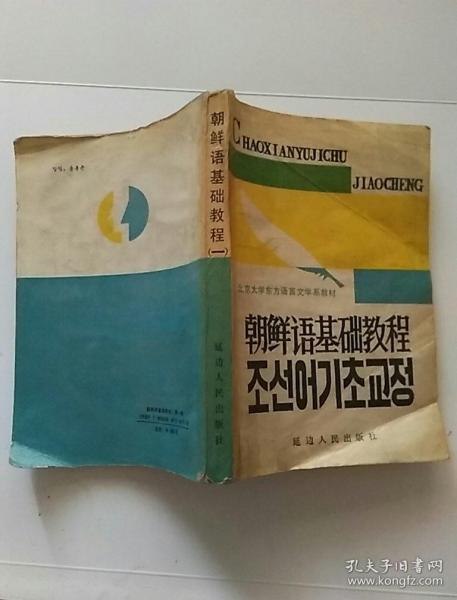 CHAOXIANYUJICHU
JIAOCHENG
北京大学东方语言文学系教材
朝鲜语基础教程
조선어기초교정
延边人民出版社
朝鲜语基础教程(一)
延边人民出版社
孔夫子旧书网
www.kongfz.com